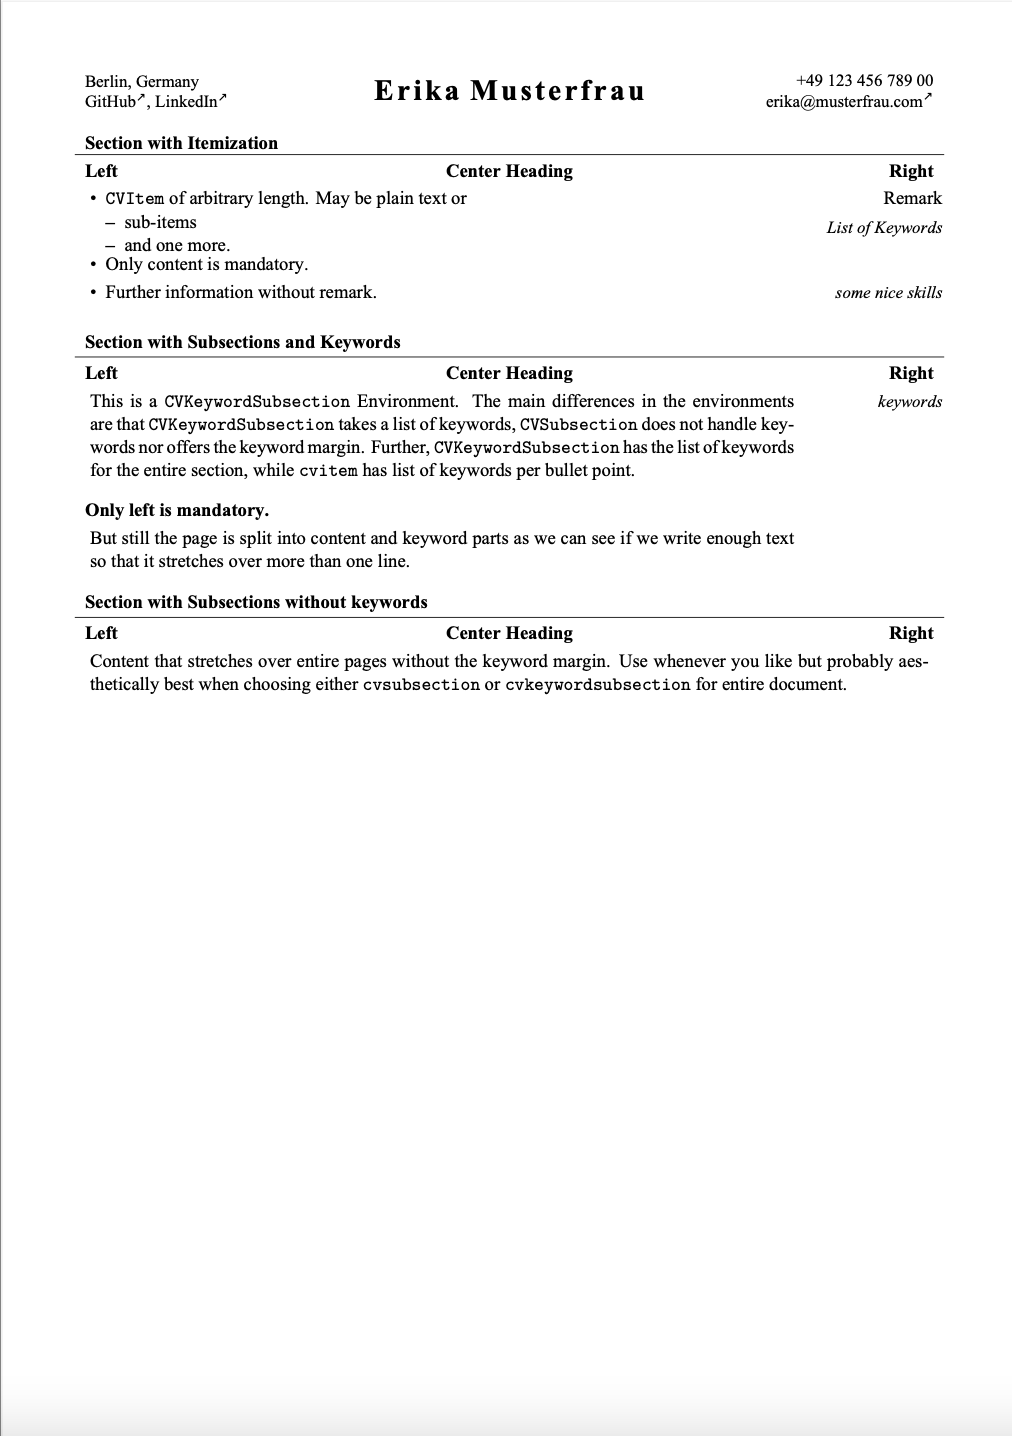 Berlin, Germany
GitHub↗, LinkedIn↗
Erika Musterfrau
+49 123 456 789 00
erika@musterfrau.com↗
Section with Itemization
Left Center Heading Right
• CVItem of arbitrary length. May be plain text or Remark
– sub-items
List of Keywords
– and one more.
• Only content is mandatory.
• Further information without remark. some nice skills
Section with Subsections and Keywords
Left Center Heading Right
This is a CVKeywordSubsection Environment. The main differences in the environments keywords
are that CVKeywordSubsection takes a list of keywords, CVSubsection does not handle key-
words nor offers the keyword margin. Further, CVKeywordSubsection has the list of keywords
for the entire section, while cvitem has list of keywords per bullet point.
Only left is mandatory.
But still the page is split into content and keyword parts as we can see if we write enough text
so that it stretches over more than one line.
Section with Subsections without keywords
Left Center Heading Right
Content that stretches over entire pages without the keyword margin. Use whenever you like but probably aes-
thetically best when choosing either cvsubsection or cvkeywordsubsection for entire document.